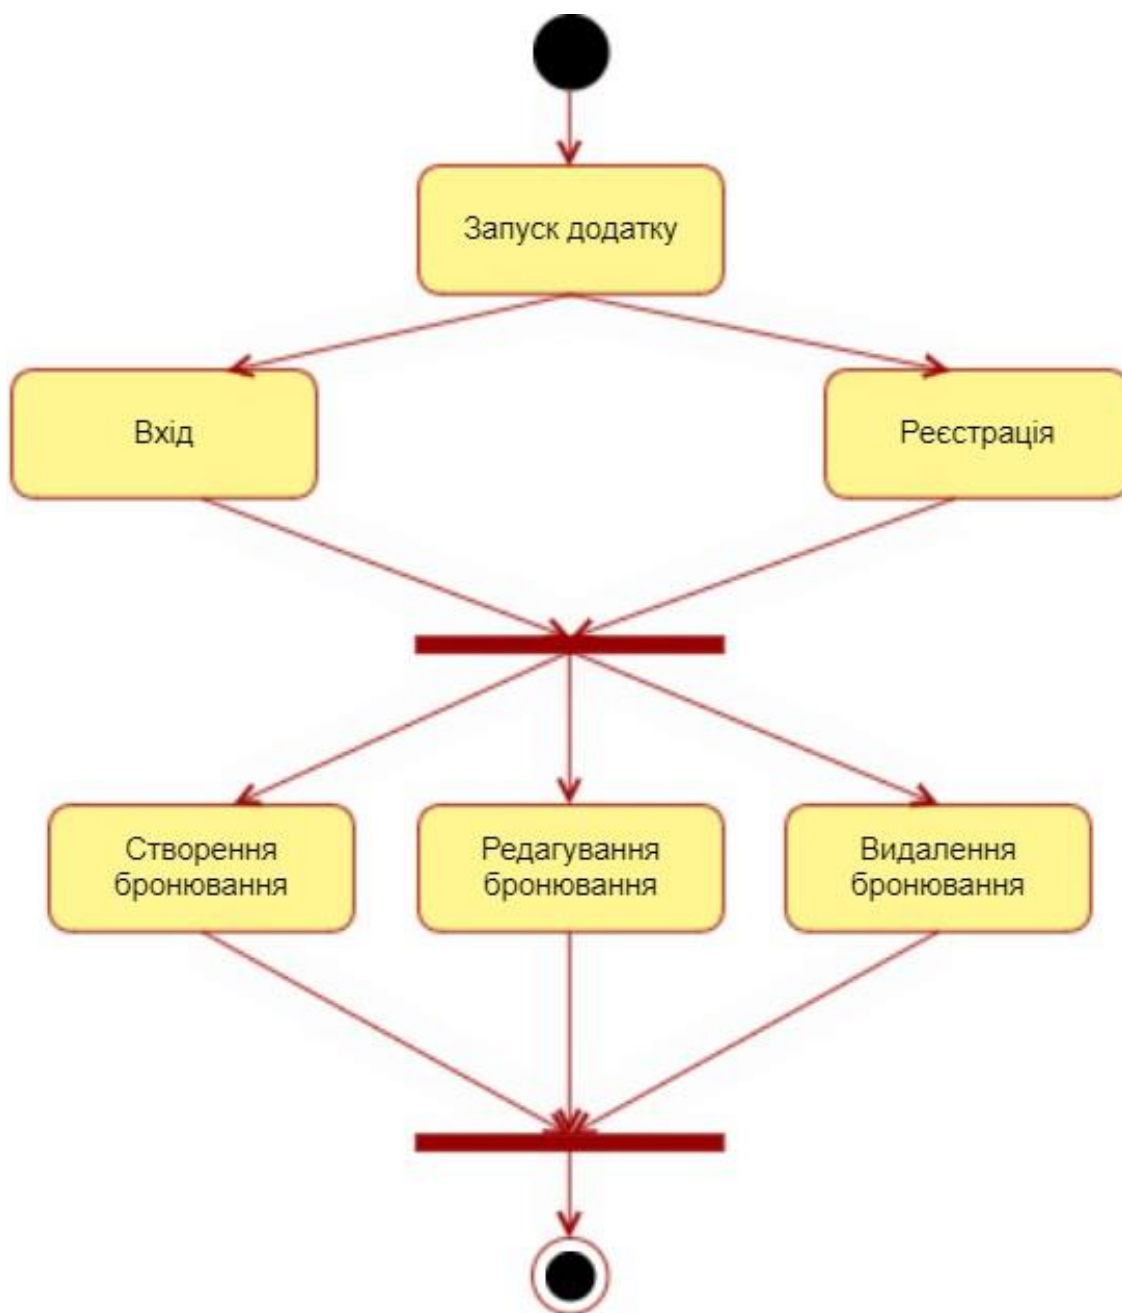 Запуск додатку
Вхід
Реєстрація
Створення
бронювання
Редагування
бронювання
Видалення
бронювання